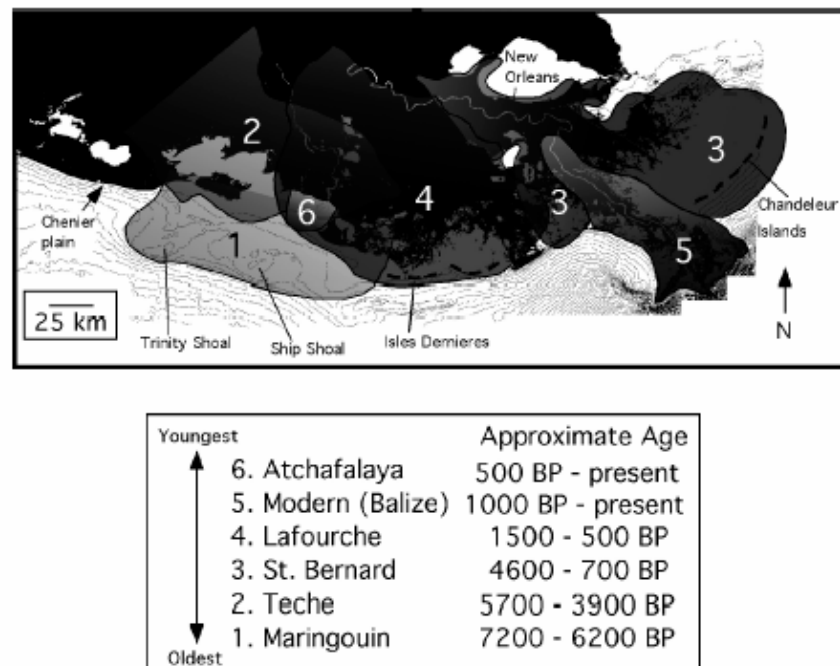 New
Orleans
2
3
6
4
3
Chandeleur
Islands
Chenier
plain
1
5
25 km
N
Trinity Shoal
Ship Shoal
Isles Dernieres
Youngest
Approximate Age
6. Atchafalaya 500 BP - present
5. Modern (Balize) 1000 BP - present
4. Lafourche 1500 - 500 BP
3. St. Bernard 4600 - 700 BP
2. Teche 5700 - 3900 BP
1. Maringouin 7200 - 6200 BP
Oldest